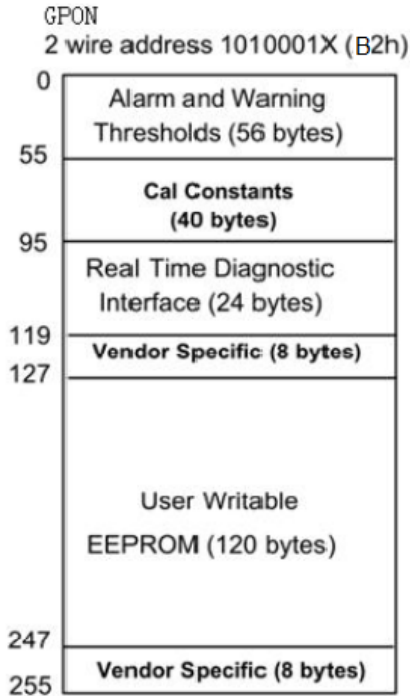 GPON
2 wire address 1010001X (B2h)
0
Alarm and Warning
Thresholds (56 bytes)
55
Cal Constants
(40 bytes)
95
Real Time Diagnostic
Interface (24 bytes)
119
Vendor Specific (8 bytes)
127
User Writable
EEPROM (120 bytes)
247
Vendor Specific (8 bytes)
255